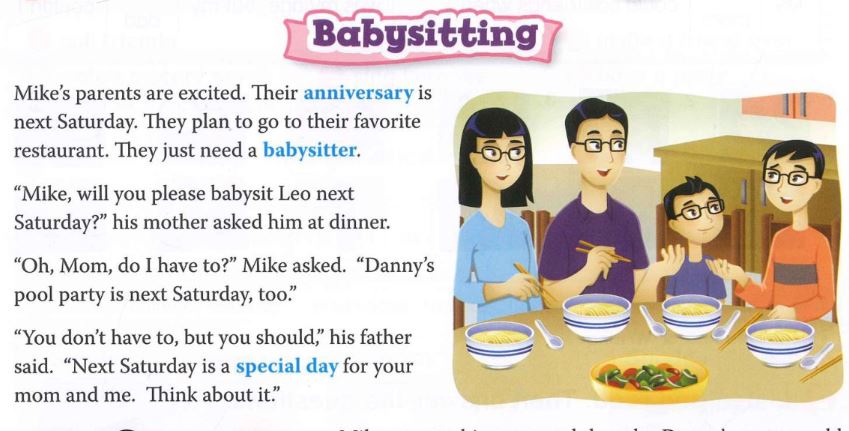 Babysitting
Mike's parents are excited. Their anniversary is
next Saturday. They plan to go to their favorite
restaurant. They just need a babysitter.
“Mike, will you please babysit Leo next
Saturday?” his mother asked him at dinner.
“Oh, Mom, do I have to?” Mike asked. “Danny’s
pool party is next Saturday, too.”
“You don’t have to, but you should,” his father
said. “Next Saturday is a special day for your
mom and me. Think about it.”